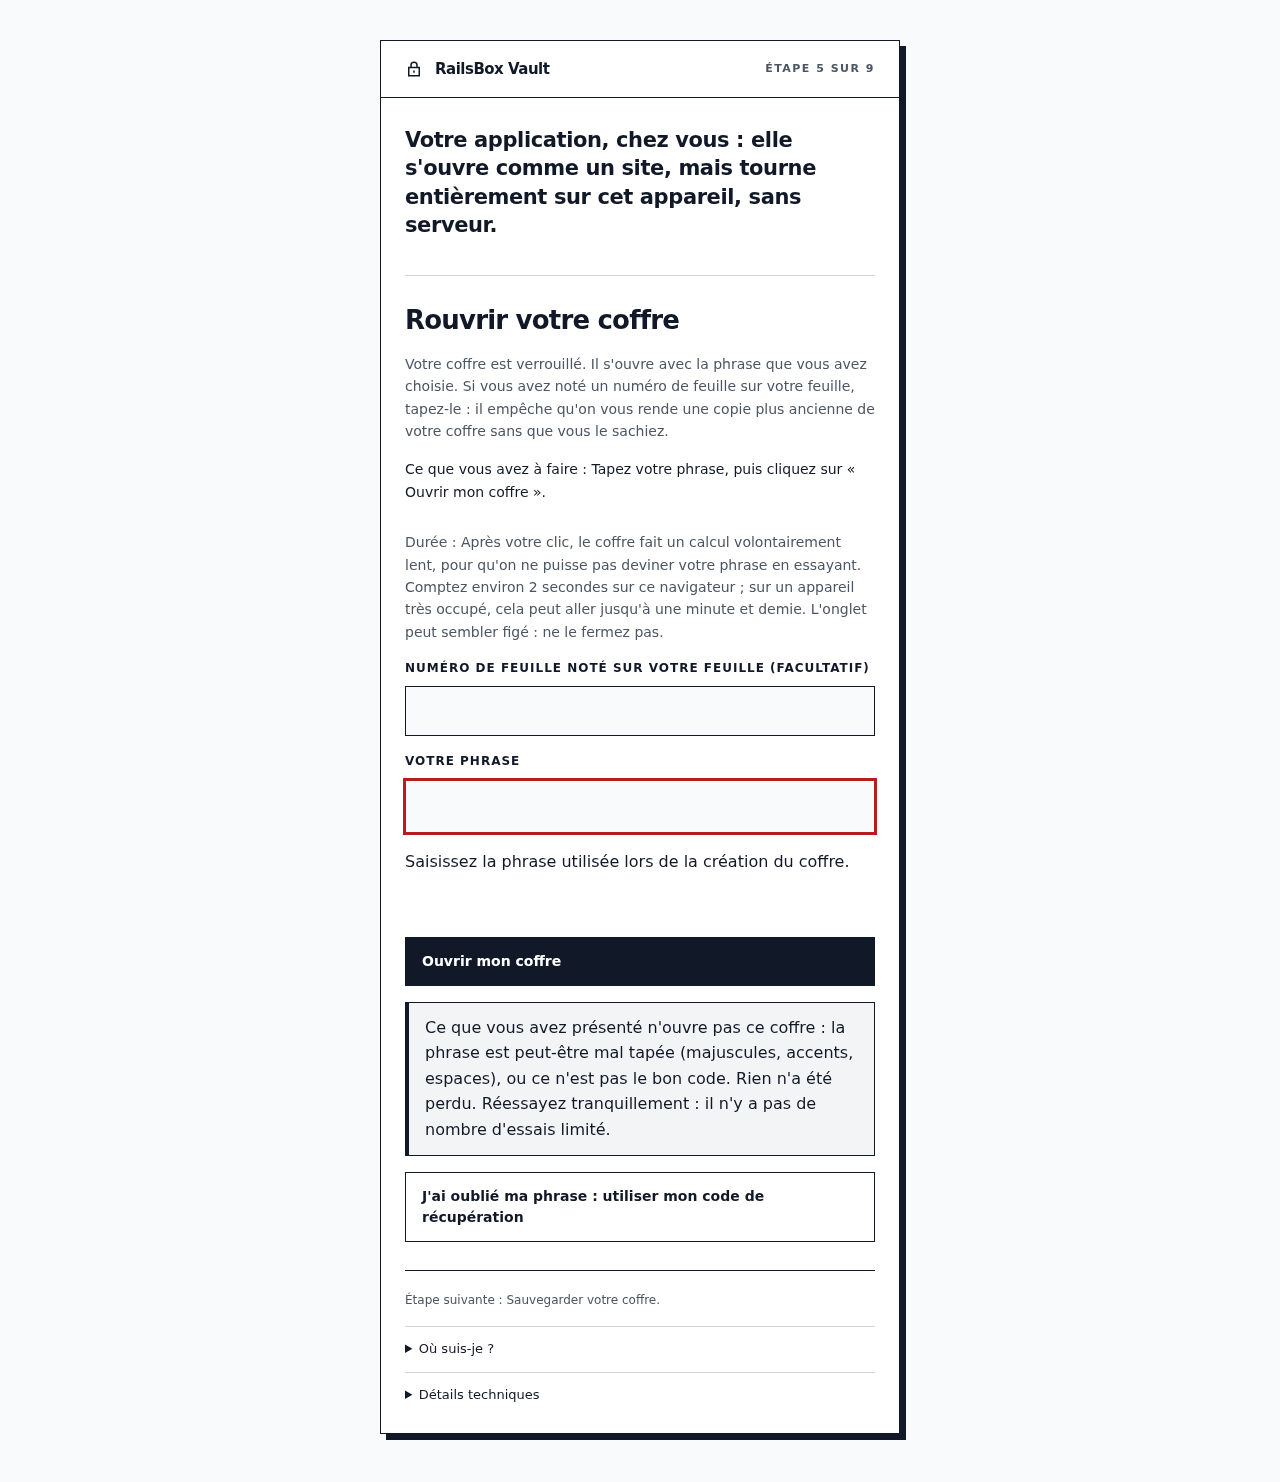 RailsBox Vault
ÉTAPE 5 SUR 9
Votre application, chez vous : elle
s'ouvre comme un site, mais tourne
entièrement sur cet appareil, sans
serveur.
Rouvrir votre coffre
Votre coffre est verrouillé. Il s'ouvre avec la phrase que vous avez
choisie. Si vous avez noté un numéro de feuille sur votre feuille,
tapez-le : il empêche qu'on vous rende une copie plus ancienne de
votre coffre sans que vous le sachiez.
Ce que vous avez à faire : Tapez votre phrase, puis cliquez sur «
Ouvrir mon coffre ».
Durée : Après votre clic, le coffre fait un calcul volontairement
lent, pour qu'on ne puisse pas deviner votre phrase en essayant.
Comptez environ 2 secondes sur ce navigateur ; sur un appareil
très occupé, cela peut aller jusqu'à une minute et demie. L'onglet
peut sembler figé : ne le fermez pas.
NUMÉRO DE FEUILLE NOTÉ SUR VOTRE FEUILLE (FACULTATIF)
VOTRE PHRASE
Saisissez la phrase utilisée lors de la création du coffre.
Ouvrir mon coffre
Ce que vous avez présenté n'ouvre pas ce coffre : la
phrase est peut-être mal tapée (majuscules, accents,
espaces), ou ce n'est pas le bon code. Rien n'a été
perdu. Réessayez tranquillement : il n'y a pas de
nombre d'essais limité.
J'ai oublié ma phrase : utiliser mon code de
récupération
Étape suivante : Sauvegarder votre coffre.
Où suis-je ?
Détails techniques